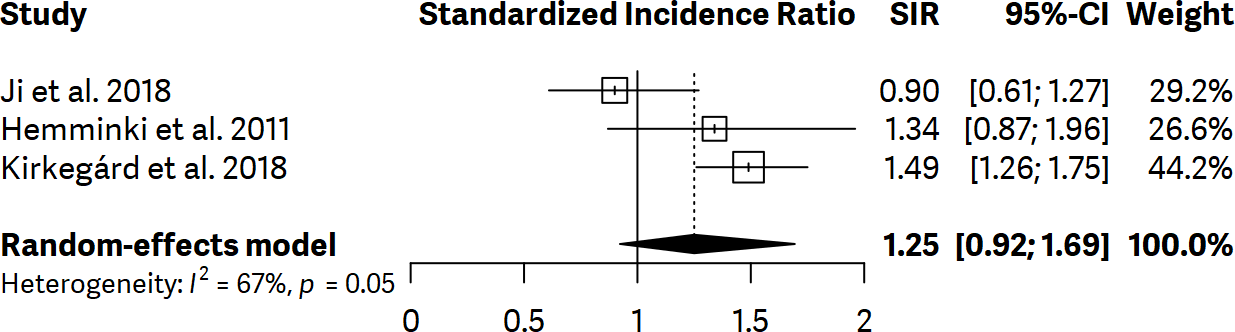 Study Standardized Incidence Ratio SIR 95%-CI Weight
Ji et al. 2018 0.90 [0.61; 1.27] 29.2%
Hemminki et al. 2011 1.34 [0.87; 1.96] 26.6%
Kirkegárd et al. 2018 1.49 [1.26; 1.75] 44.2%
Random-effects model 1.25 [0.92; 1.69] 100.0%
Heterogeneity: I² = 67%, p = 0.05
0 0.5 1 1.5 2